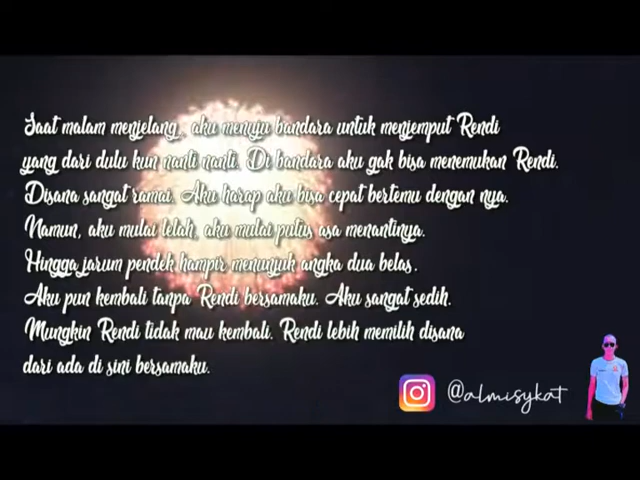 Saat malam menjelang, aku menuju bandara untuk menjemput Rendi
yang dari dulu kun nanti nanti. Di bandara aku gak bisa menemukan Rendi.
Disana sangat ramai. Aku harap aku bisa cepat bertemu dengan nya.
Namun, aku mulai lelah, aku mulai putus asa menantinya.
Hingga jarum pendek hampir menunjuk angka dua belas.
Aku pun kembali tanpa Rendi bersamaku. Aku sangat sedih.
Mungkin Rendi tidak mau kembali. Rendi lebih memilih disana
dari ada di sini bersamaku.
@almisykat